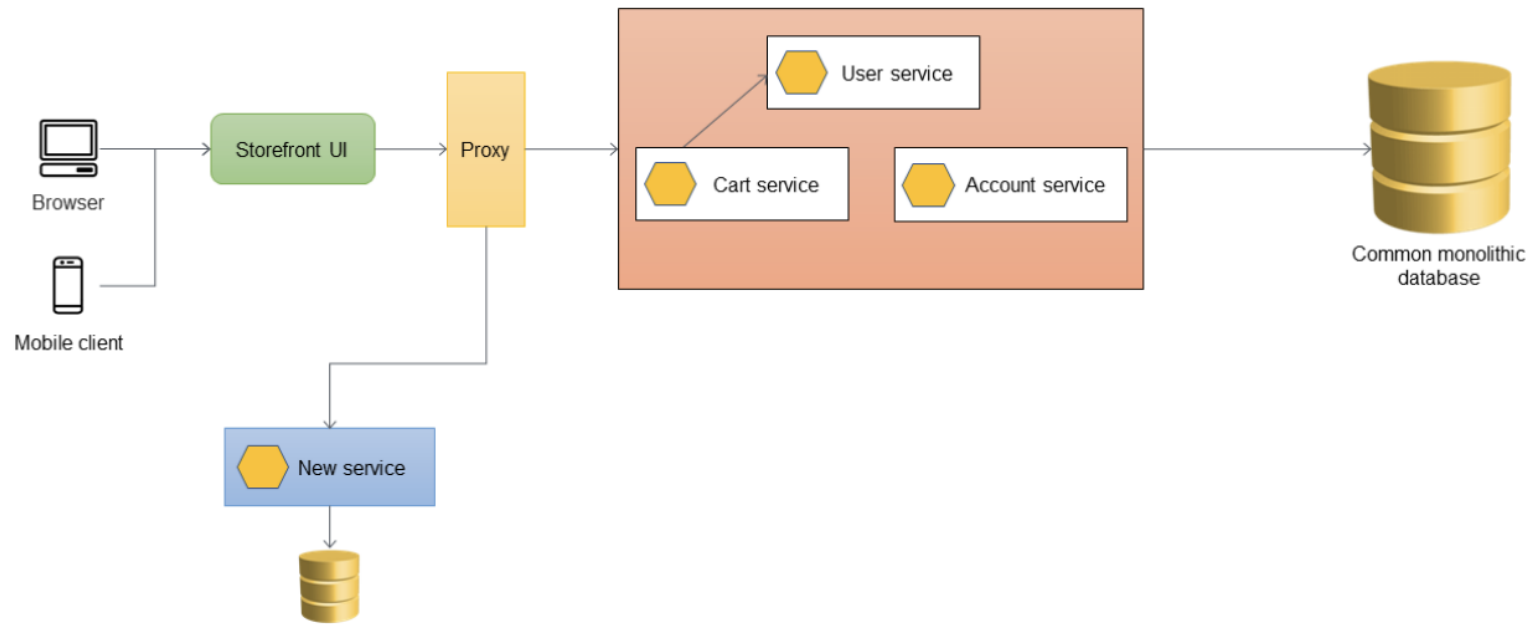 User service
Storefront UI
Proxy
Cart service
Account service
Browser
Common monolithic
database
Mobile client
New service